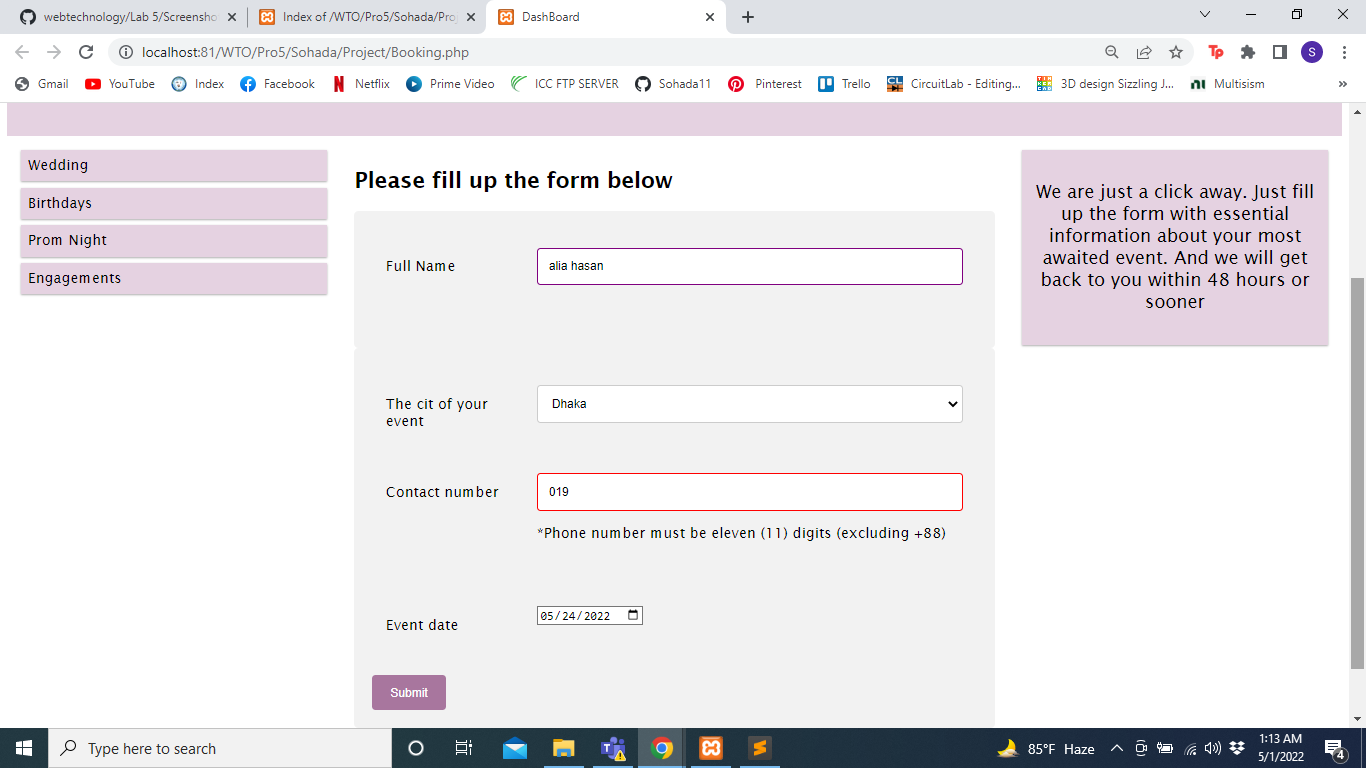 webtechnology/Lab 5/Screensho
Index of /WTO/Pro5/Sohada/Pro
DashBoard
localhost:81/WTO/Pro5/Sohada/Project/Booking.php
Tp
S
Gmail
YouTube
Index
Facebook
Netflix
Prime Video
ICC FTP SERVER
Sohada11
Pinterest
Trello
CircuitLab - Editing...
3D design Sizzling J...
Multisism
»
Wedding
Birthdays
Prom Night
Engagements
Please fill up the form below
Full Name
alia hasan
The cit of your
event
Dhaka
Contact number
019
*Phone number must be eleven (11) digits (excluding +88)
Event date
05/24/2022
Submit
We are just a click away. Just fill
up the form with essential
information about your most
awaited event. And we will get
back to you within 48 hours or
sooner
Type here to search
85°F Haze
1:13 AM
5/1/2022
4